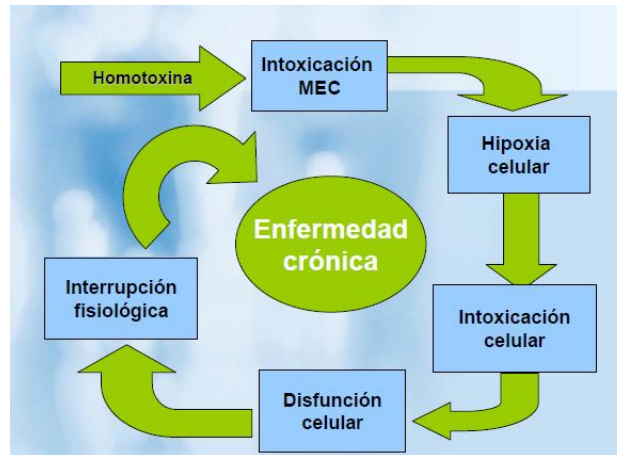 Homotoxina
Intoxicación
MEC
Hipoxia
celular
Intoxicación
celular
Disfunción
celular
Interrupción
fisiológica
Enfermedad
crónica